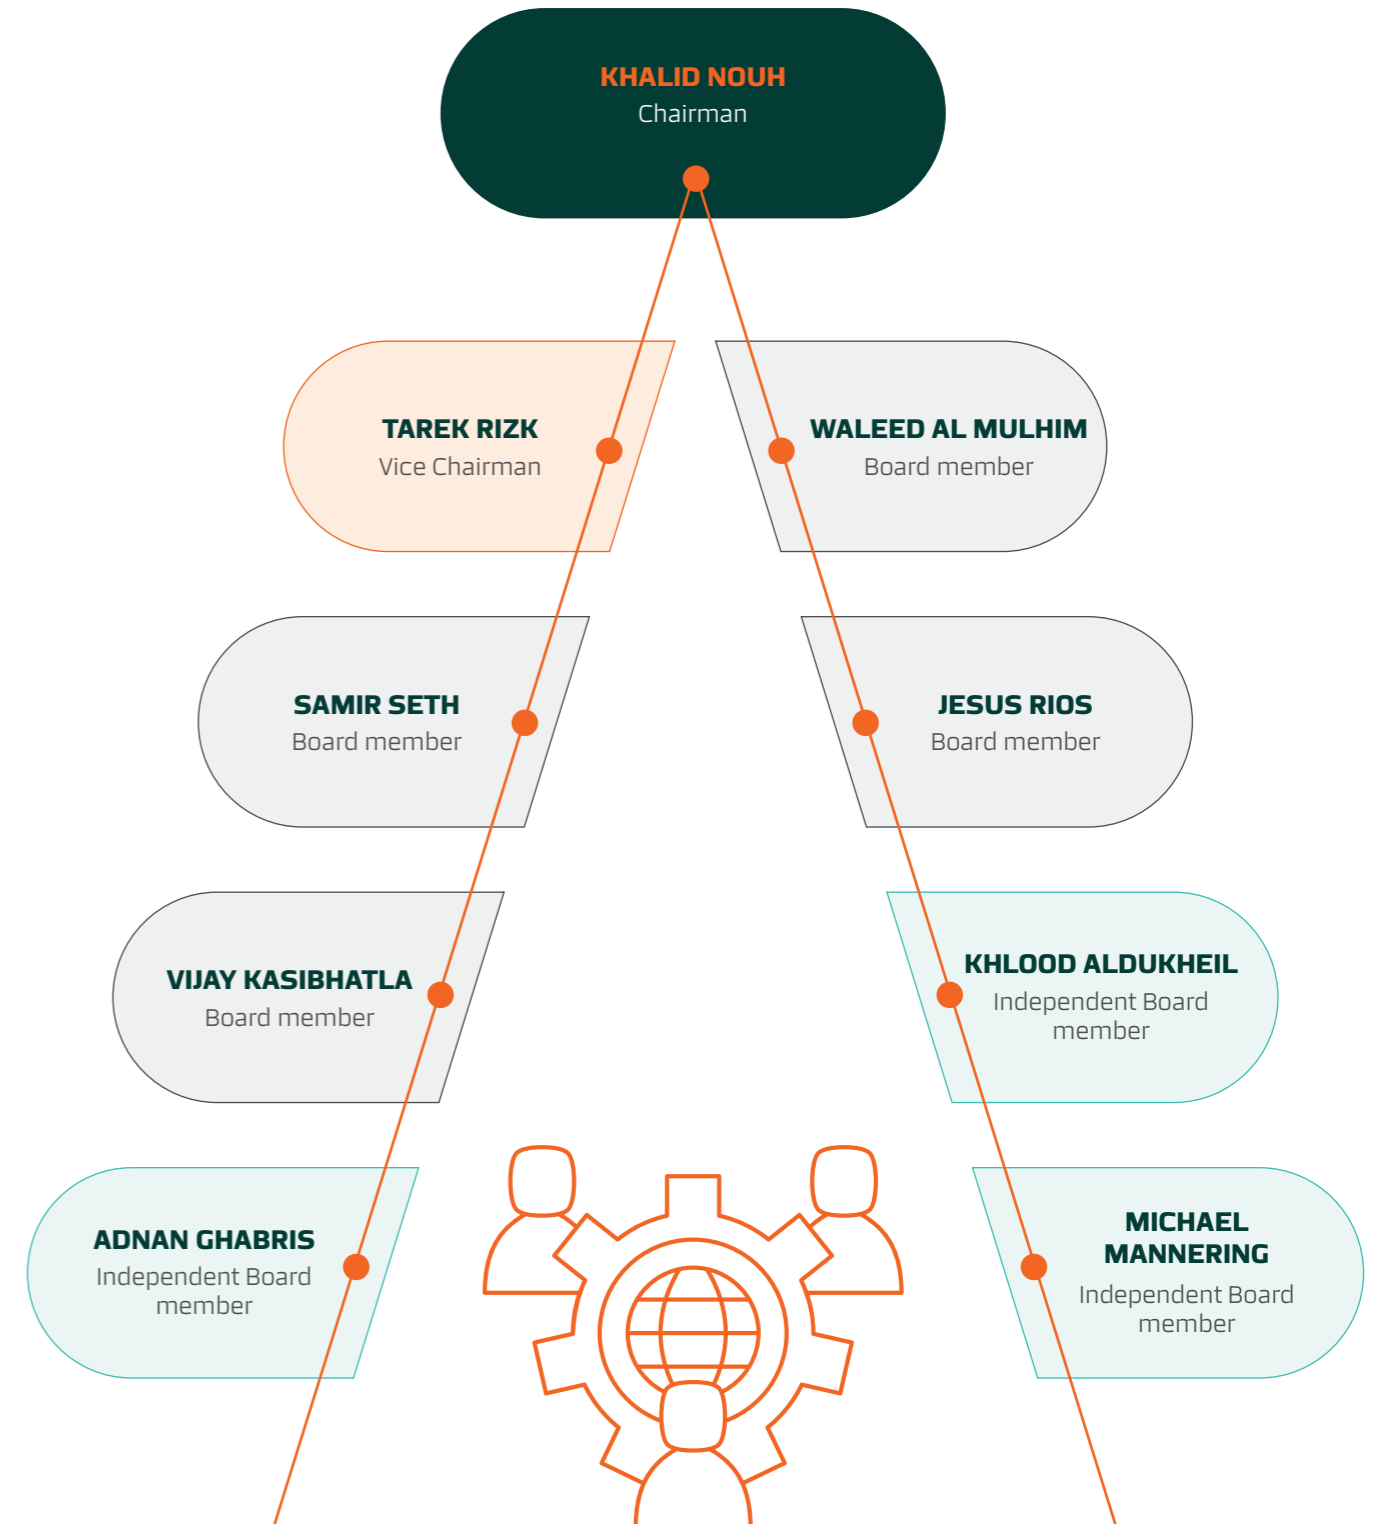 KHALID NOUH
Chairman
TAREK RIZK
Vice Chairman
WALEED AL MULHIM
Board member
SAMIR SETH
Board member
JESUS RIOS
Board member
VIJAY KASIBHATLA
Board member
KHLOOD ALDUKHEIL
Independent Board
member
ADNAN GHABRIS
Independent Board
member
MICHAEL
MANNERING
Independent Board
member